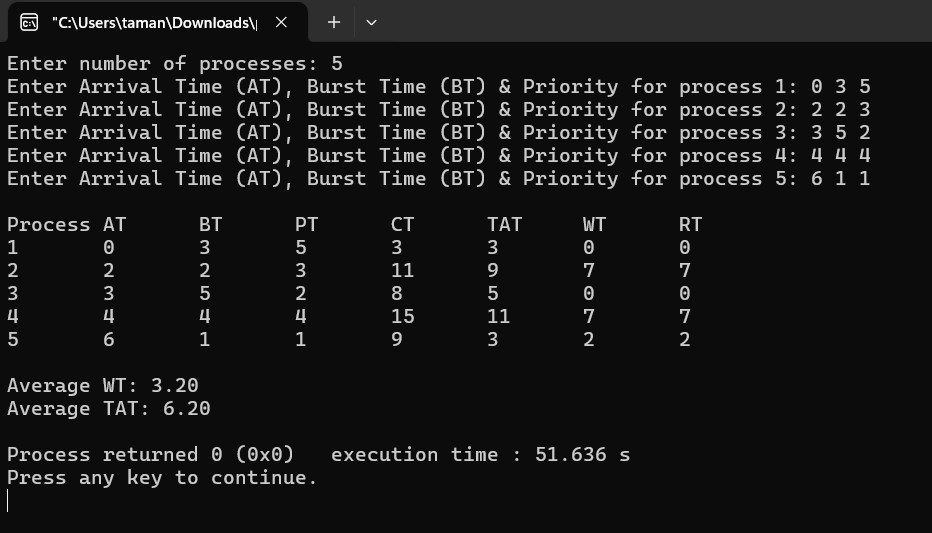 "C:\Users\taman\Downloads\p
Enter number of processes: 5
Enter Arrival Time (AT), Burst Time (BT) & Priority for process 1: 0 3 5
Enter Arrival Time (AT), Burst Time (BT) & Priority for process 2: 2 2 3
Enter Arrival Time (AT), Burst Time (BT) & Priority for process 3: 3 5 2
Enter Arrival Time (AT), Burst Time (BT) & Priority for process 4: 4 4 4
Enter Arrival Time (AT), Burst Time (BT) & Priority for process 5: 6 1 1
Process AT BT PT CT TAT WT RT
1 0 3 5 3 3 0 0
2 2 2 3 11 9 7 7
3 3 5 2 8 5 0 0
4 4 4 4 15 11 7 7
5 6 1 1 9 3 2 2
Average WT: 3.20
Average TAT: 6.20
Process returned 0 (0x0) execution time : 51.636 s
Press any key to continue.